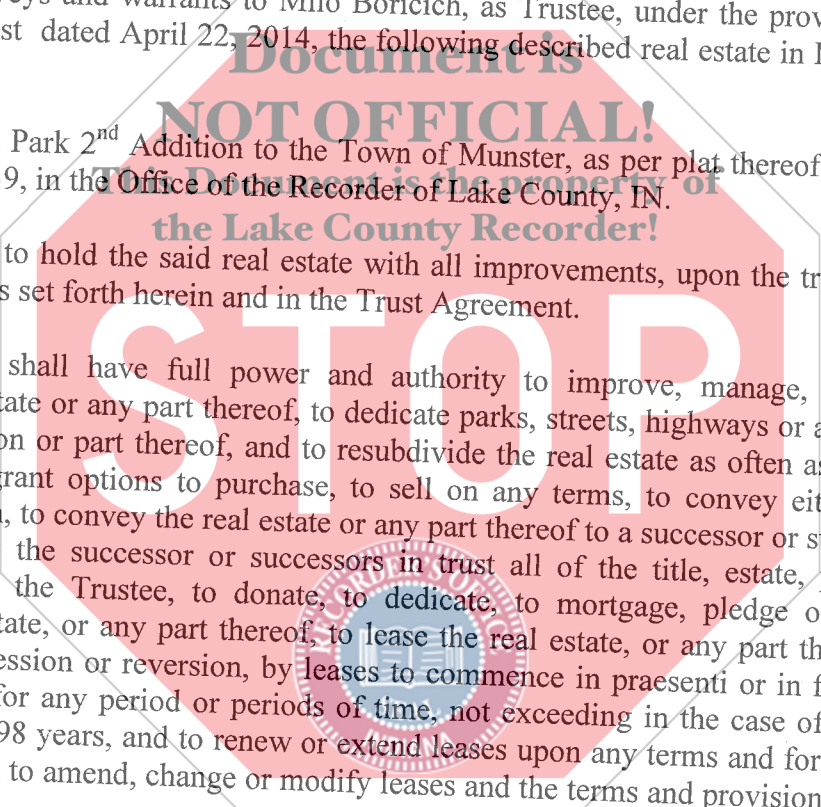 eys and warrants to Milo Boricich, as Trustee, under the prov
st dated April 22, 2014, the following described real estate in
Document is
NOT OFFICIAL!
Park 2nd Addition to the Town of Munster, as per plat thereof
9, in the Office of the Recorder of Lake County, IN.
This Document is the property of
the Lake County Recorder!
to hold the said real estate with all improvements, upon the tr
s set forth herein and in the Trust Agreement.
STOP
shall have full power and authority to improve, manage,
tate or any part thereof, to dedicate parks, streets, highways or a
on or part thereof, and to resubdivide the real estate as often as
grant options to purchase, to sell on any terms, to convey eit
, to convey the real estate or any part thereof to a successor or s
the successor or successors in trust all of the title, estate,
the Trustee, to donate, to dedicate, to mortgage, pledge o
tate, or any part thereof, to lease the real estate, or any part th
ession or reversion, by leases to commence in praesenti or in f
for any period or periods of time, not exceeding in the case of
98 years, and to renew or extend leases upon any terms and for
to amend, change or modify leases and the terms and provision